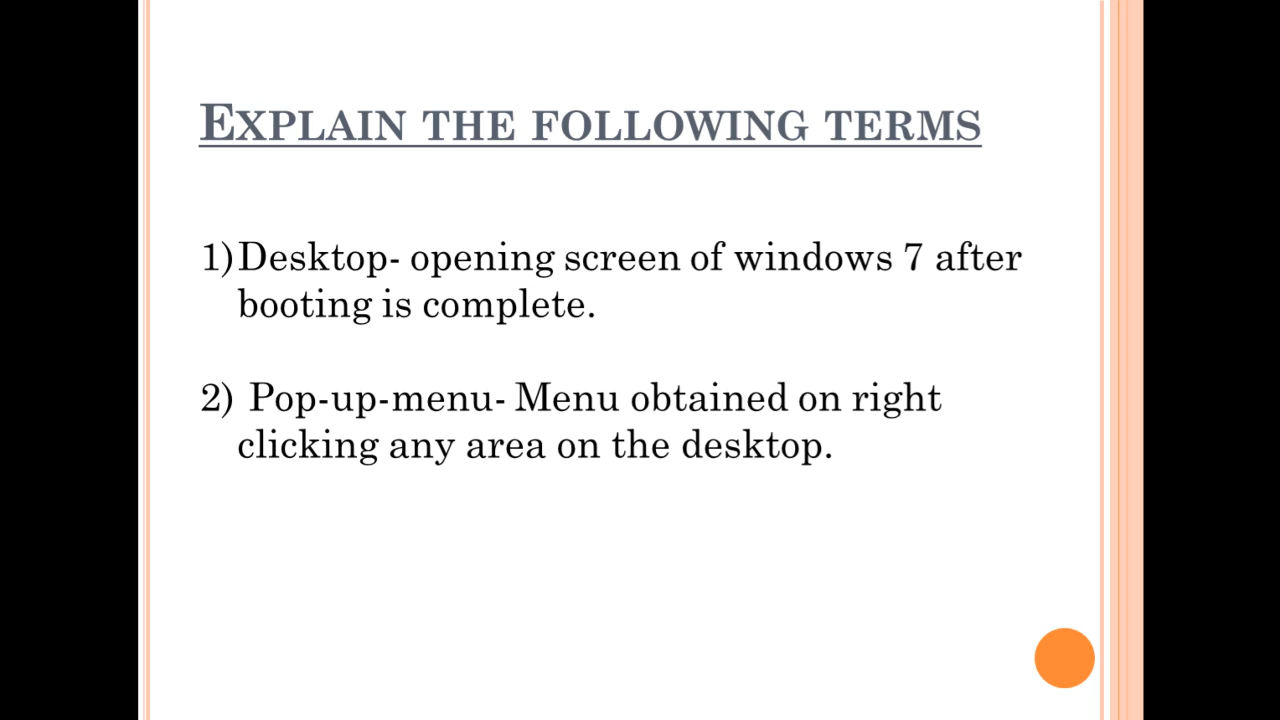 EXPLAIN THE FOLLOWING TERMS
1)Desktop- opening screen of windows 7 after
booting is complete.
2) Pop-up-menu- Menu obtained on right
clicking any area on the desktop.